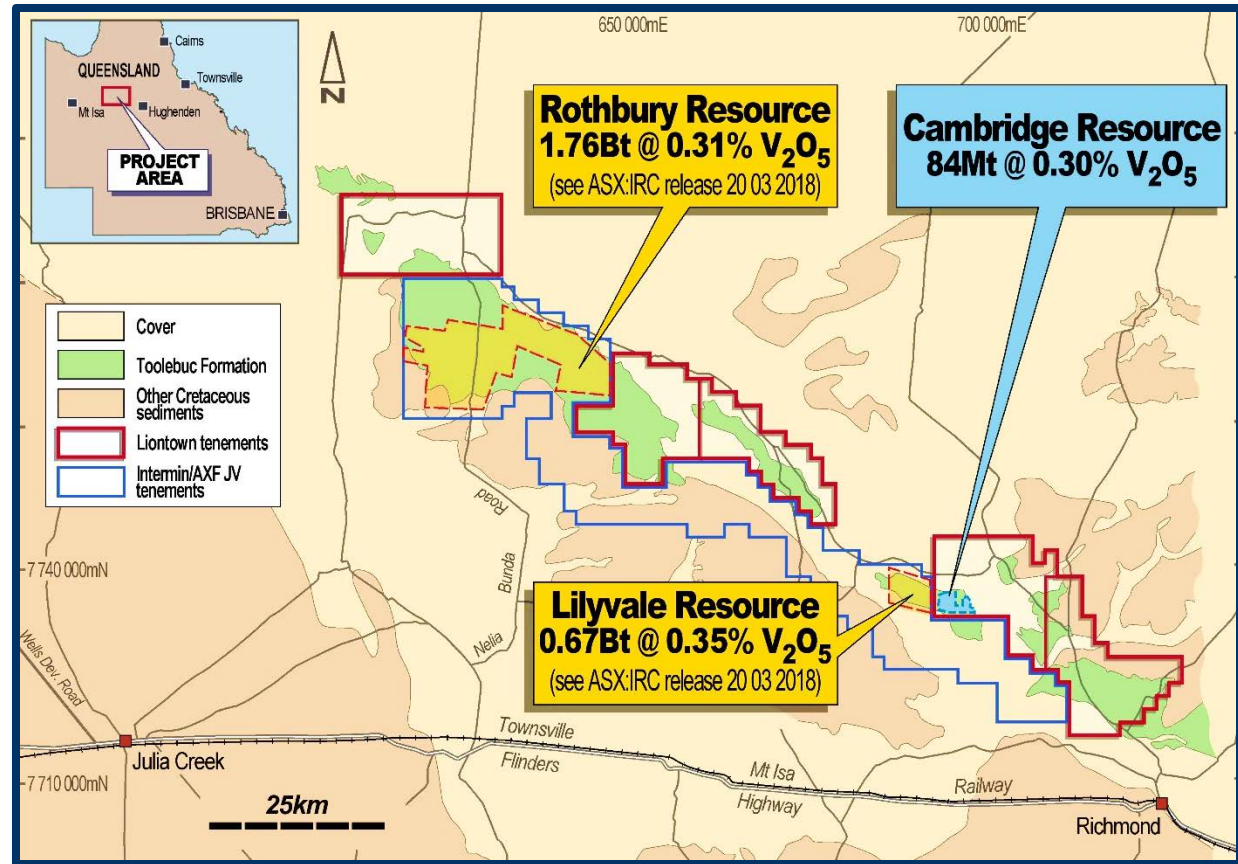 650 000mE
700 000mE
Cairns
QUEENSLAND
Townsville
Mt Isa
Hughenden
PROJECT
AREA
BRISBANE
N
Rothbury Resource
1.76Bt @ 0.31% V₂O₅
(see ASX:IRC release 20 03 2018)
Cambridge Resource
84Mt @ 0.30% V₂O₅
Cover
Toolebuc Formation
Other Cretaceous
sediments
Liontown tenements
Intermin/AXF JV
tenements
Road
Bunda
Nelia
7 740 000mN
Lilyvale Resource
0.67Bt @ 0.35% V₂O₅
(see ASX:IRC release 20 03 2018)
Wells Dev. Road
Townsville
Flinders
Mt Isa
Highway
Railway
Julia Creek
7 710 000mN
25km
Richmond